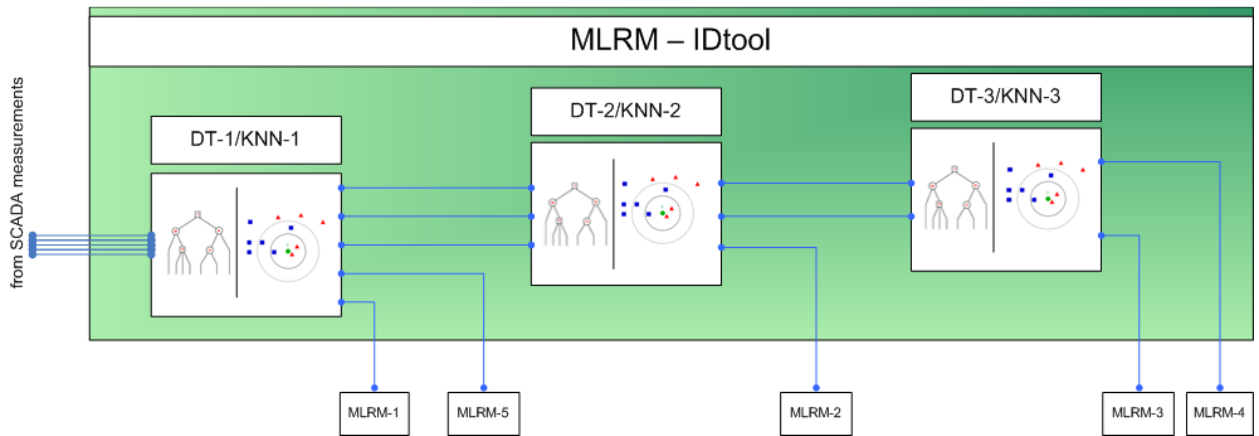 MLRM – IDtool
from SCADA measurements
DT-1/KNN-1
DT-2/KNN-2
DT-3/KNN-3
MLRM-1
MLRM-5
MLRM-2
MLRM-3
MLRM-4